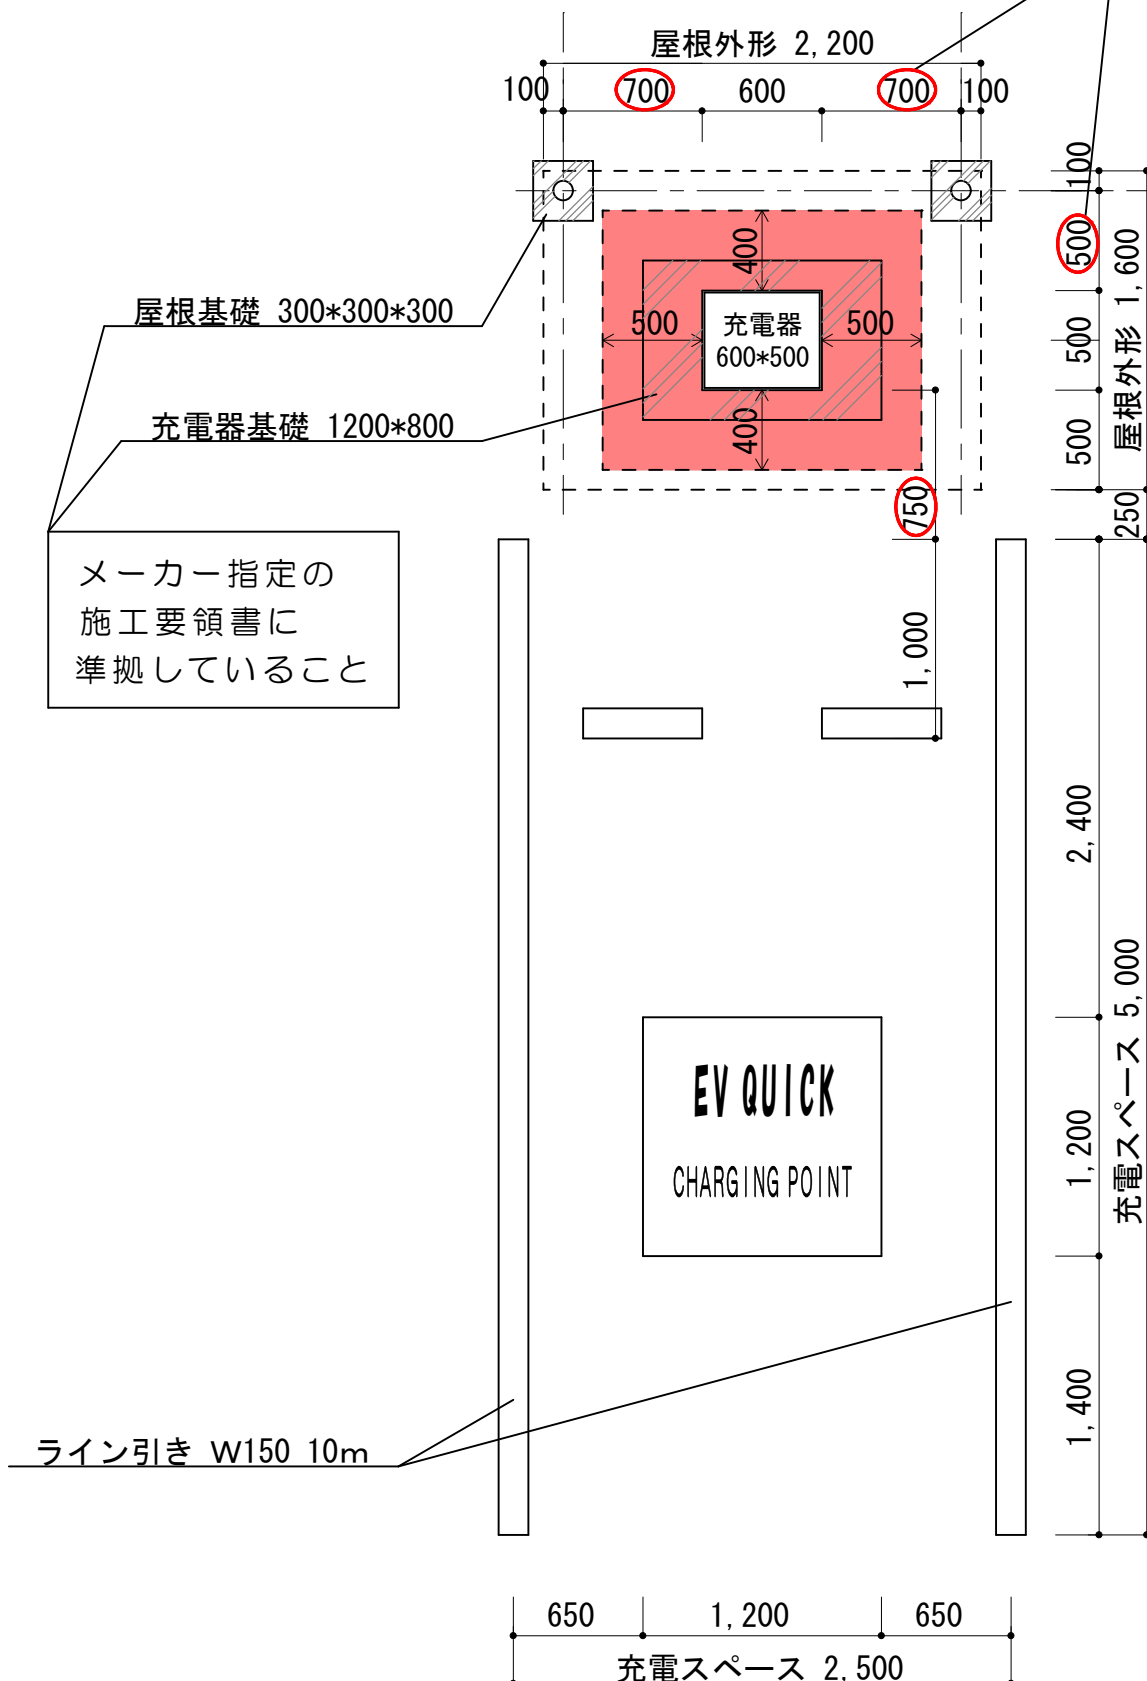 屋根外形 2,200
100 700 600 700 100
100
500
500
500
屋根外形 1,600
250
400
500 充電器 500
600*500
400
屋根基礎 300*300*300
充電器基礎 1200*800
750
メーカー指定の
施工要領書に
準拠していること
1,000
2,400
1,200
1,400
充電スペース 5,000
EV QUICK
CHARGING POINT
ライン引き W150 10m
650 1,200 650
充電スペース 2,500